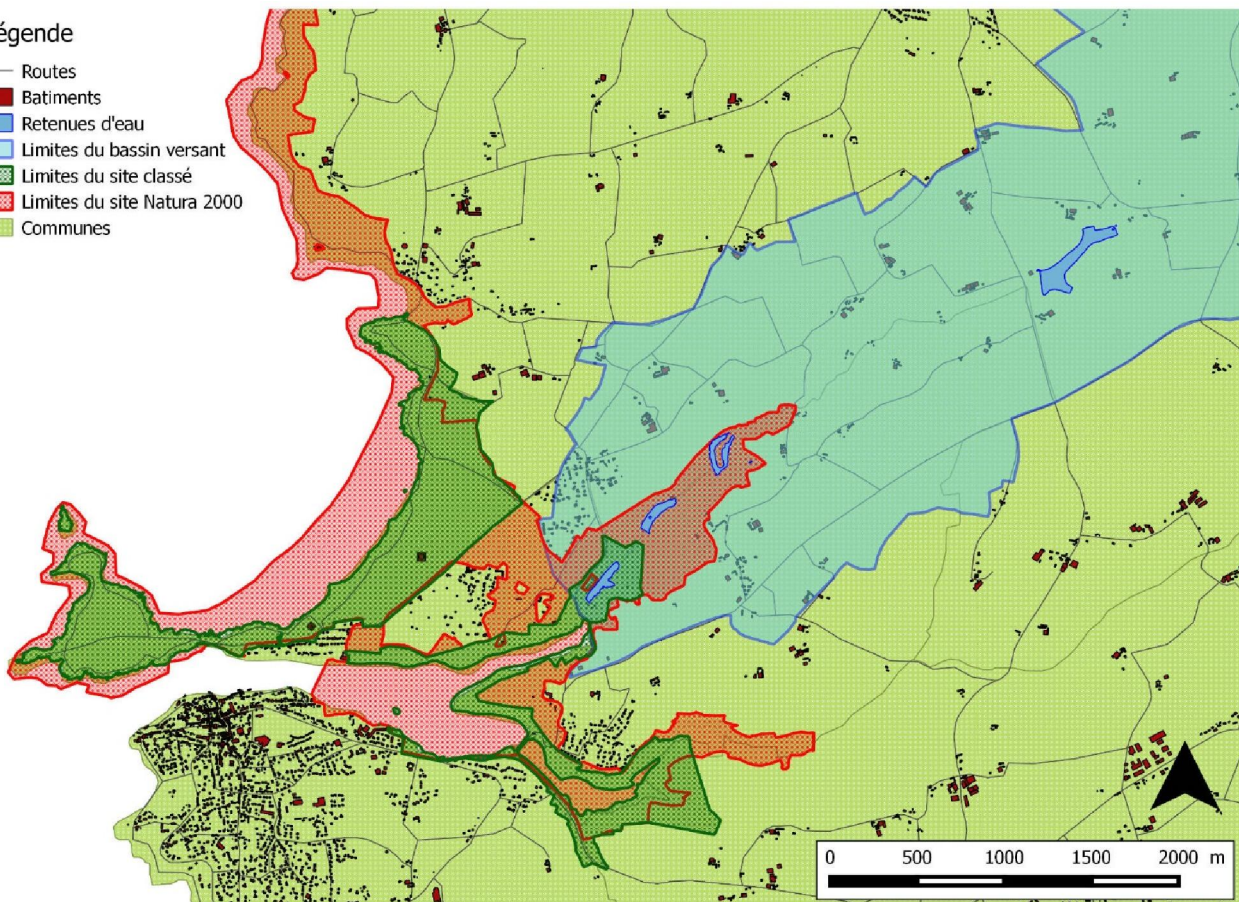 égende
Routes
Batiments
Retenues d'eau
Limites du bassin versant
Limites du site classé
Limites du site Natura 2000
Communes
0 500 1000 1500 2000 m